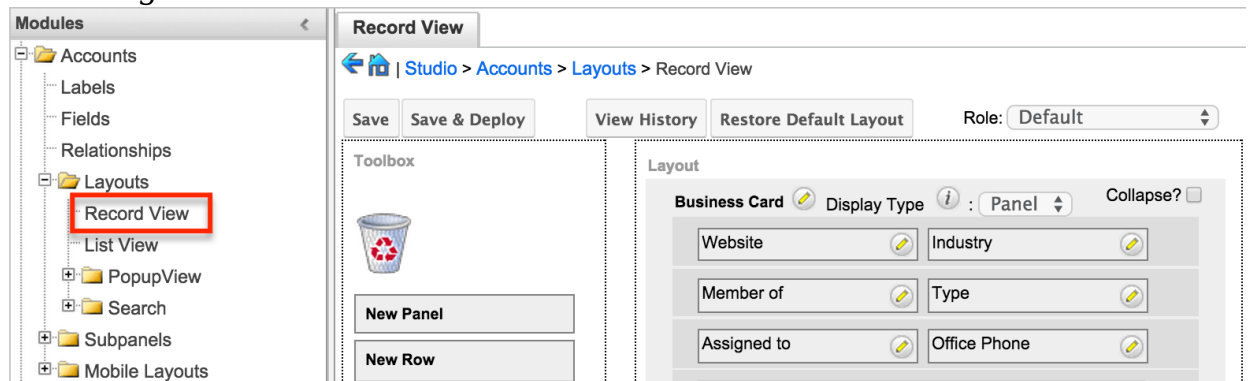 Modules <
Accounts
Labels
Fields
Relationships
Layouts
Record View
List View
PopupView
Search
Subpanels
Mobile Layouts
Record View
| Studio > Accounts > Layouts > Record View
Save Save & Deploy View History Restore Default Layout Role: Default
Toolbox
New Panel
New Row
Layout
Business Card Display Type i : Panel Collapse?
Website Industry
Member of Type
Assigned to Office Phone